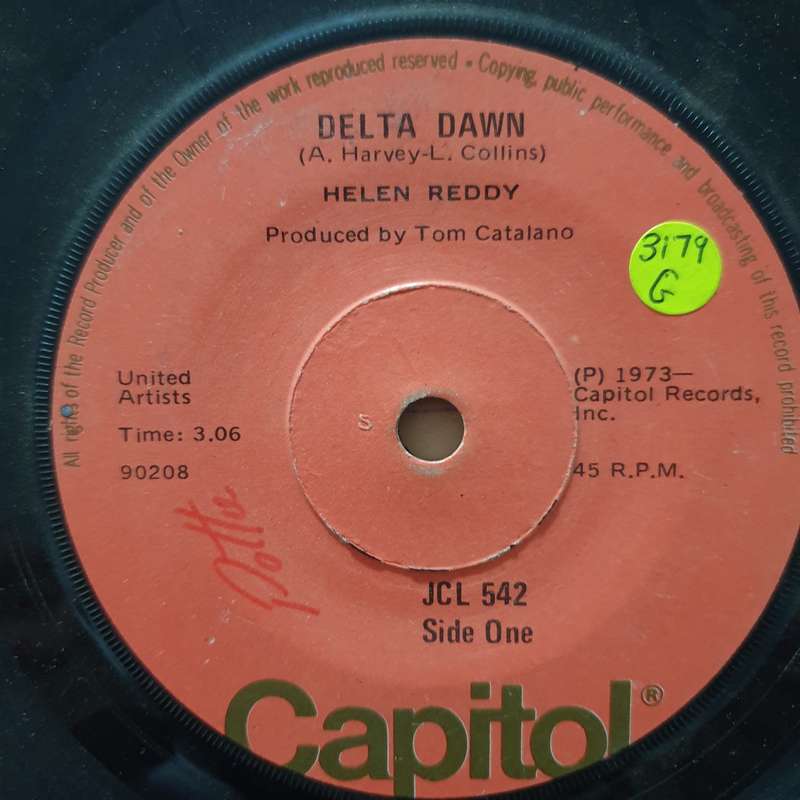 All rights of the Record Producer and of the Owner of the work reproduced reserved • Copying, public performance and broadcasting of this record prohibited
DELTA DAWN
(A. Harvey-L. Collins)
HELEN REDDY
Produced by Tom Catalano
3i79
G
United
Artists
Time: 3.06
90208
S
(P) 1973—
Capitol Records,
Inc.
45 R.P.M.
JCL 542
Side One
Capitol®